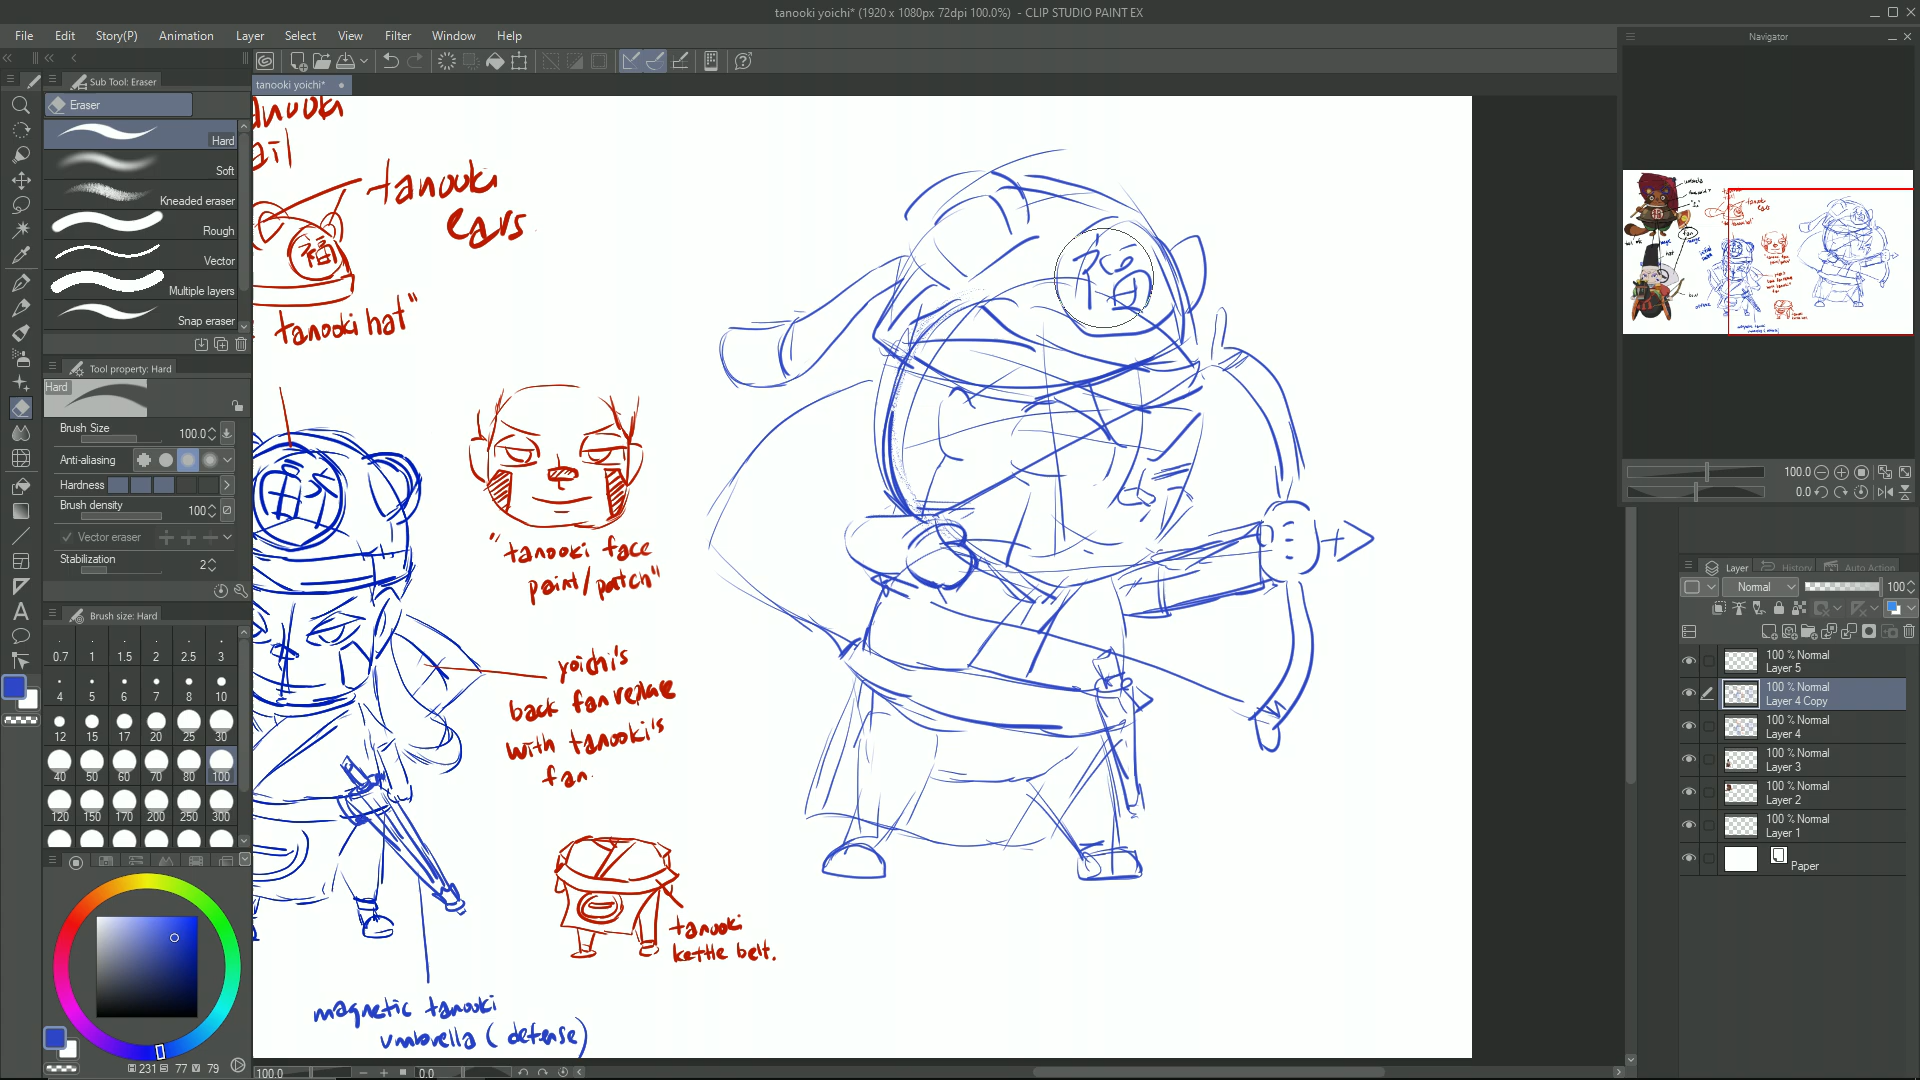 tanooki yoichi* (1920 x 1080px 72dpi 100.0%) - CLIP STUDIO PAINT EX
File Edit Story(P) Animation Layer Select View Filter Window Help
Navigator
Sub Tool: Eraser
tanooki yoichi*
Eraser
Hard
Soft
Kneaded eraser
Rough
Vector
Multiple layers
Snap eraser
Tool property: Hard
Hard
Brush Size 100.0
Anti-aliasing
Hardness
Brush density 100
Vector eraser
Stabilization 2
Brush size: Hard
0.7 1 1.5 2 2.5 3
4 5 6 7 8 10
12 15 17 20 25 30
40 50 60 70 80 100
120 150 170 200 250 300
231 77 79
tanooki
ears
福
tanooki hat"
"tanooki face
paint/patch"
yoichi's
back fan replace
with tanooki's
fan.
tanooki
kettle belt.
magnetic tanooki
umbrella (defense)
福
100.0 0.0
100.0
0.0
Layer History Auto Action
Normal 100
100 % Normal
Layer 5
100 % Normal
Layer 4 Copy
100 % Normal
Layer 4
100 % Normal
Layer 3
100 % Normal
Layer 2
100 % Normal
Layer 1
Paper